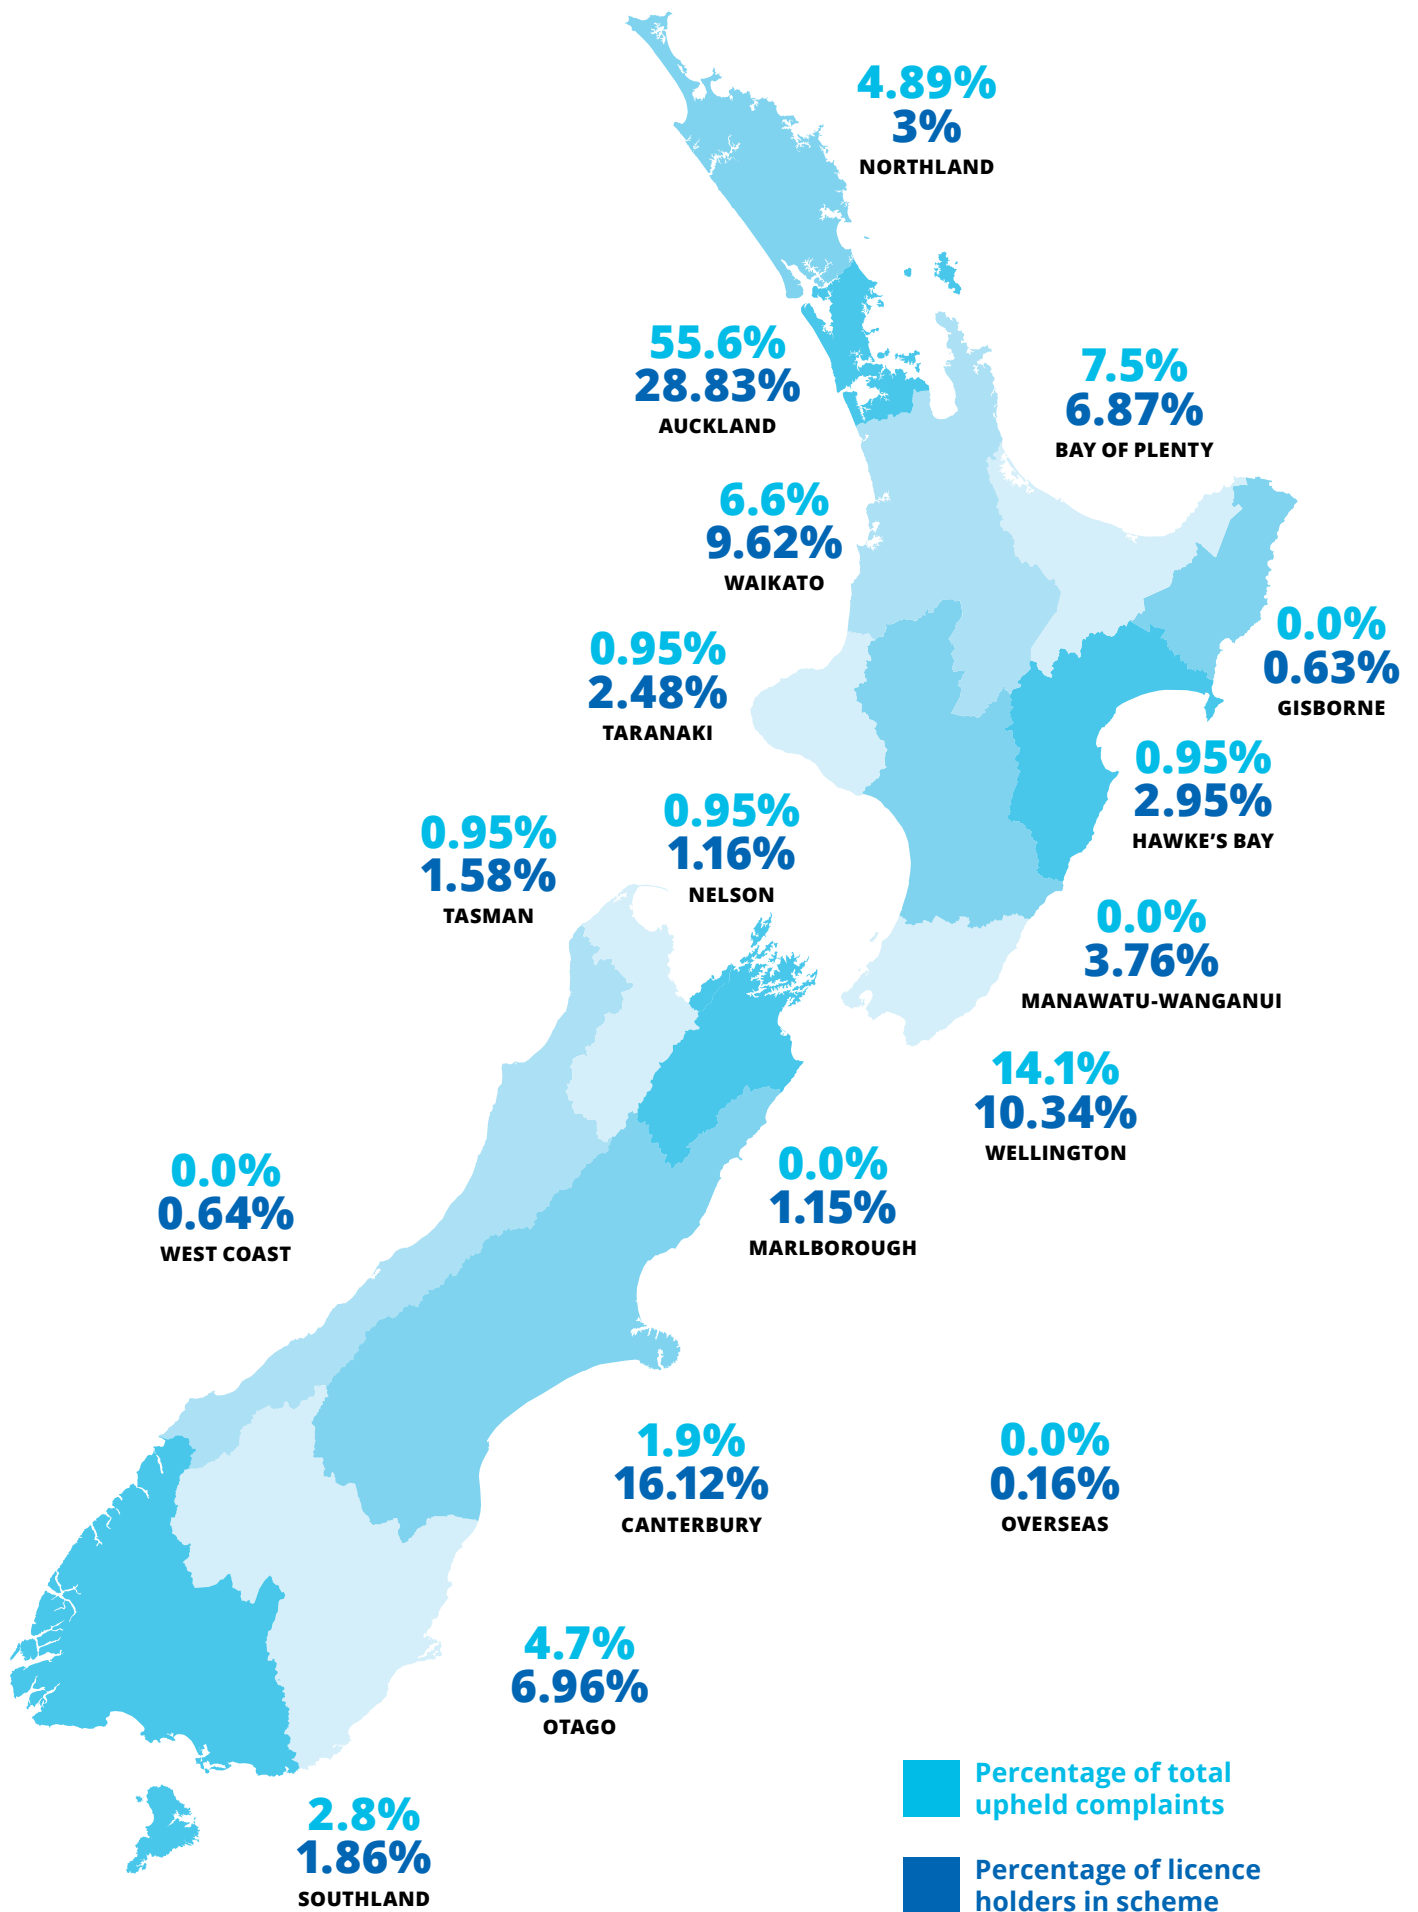 4.89%
3%
NORTHLAND
55.6%
28.83%
AUCKLAND
7.5%
6.87%
BAY OF PLENTY
6.6%
9.62%
WAIKATO
0.0%
0.63%
GISBORNE
0.95%
2.48%
TARANAKI
0.95%
2.95%
HAWKE'S BAY
0.95%
1.16%
NELSON
0.95%
1.58%
TASMAN
0.0%
3.76%
MANAWATU-WANGANUI
14.1%
10.34%
WELLINGTON
0.0%
1.15%
MARLBOROUGH
0.0%
0.64%
WEST COAST
1.9%
16.12%
CANTERBURY
0.0%
0.16%
OVERSEAS
4.7%
6.96%
OTAGO
2.8%
1.86%
SOUTHLAND
Percentage of total
upheld complaints
Percentage of licence
holders in scheme